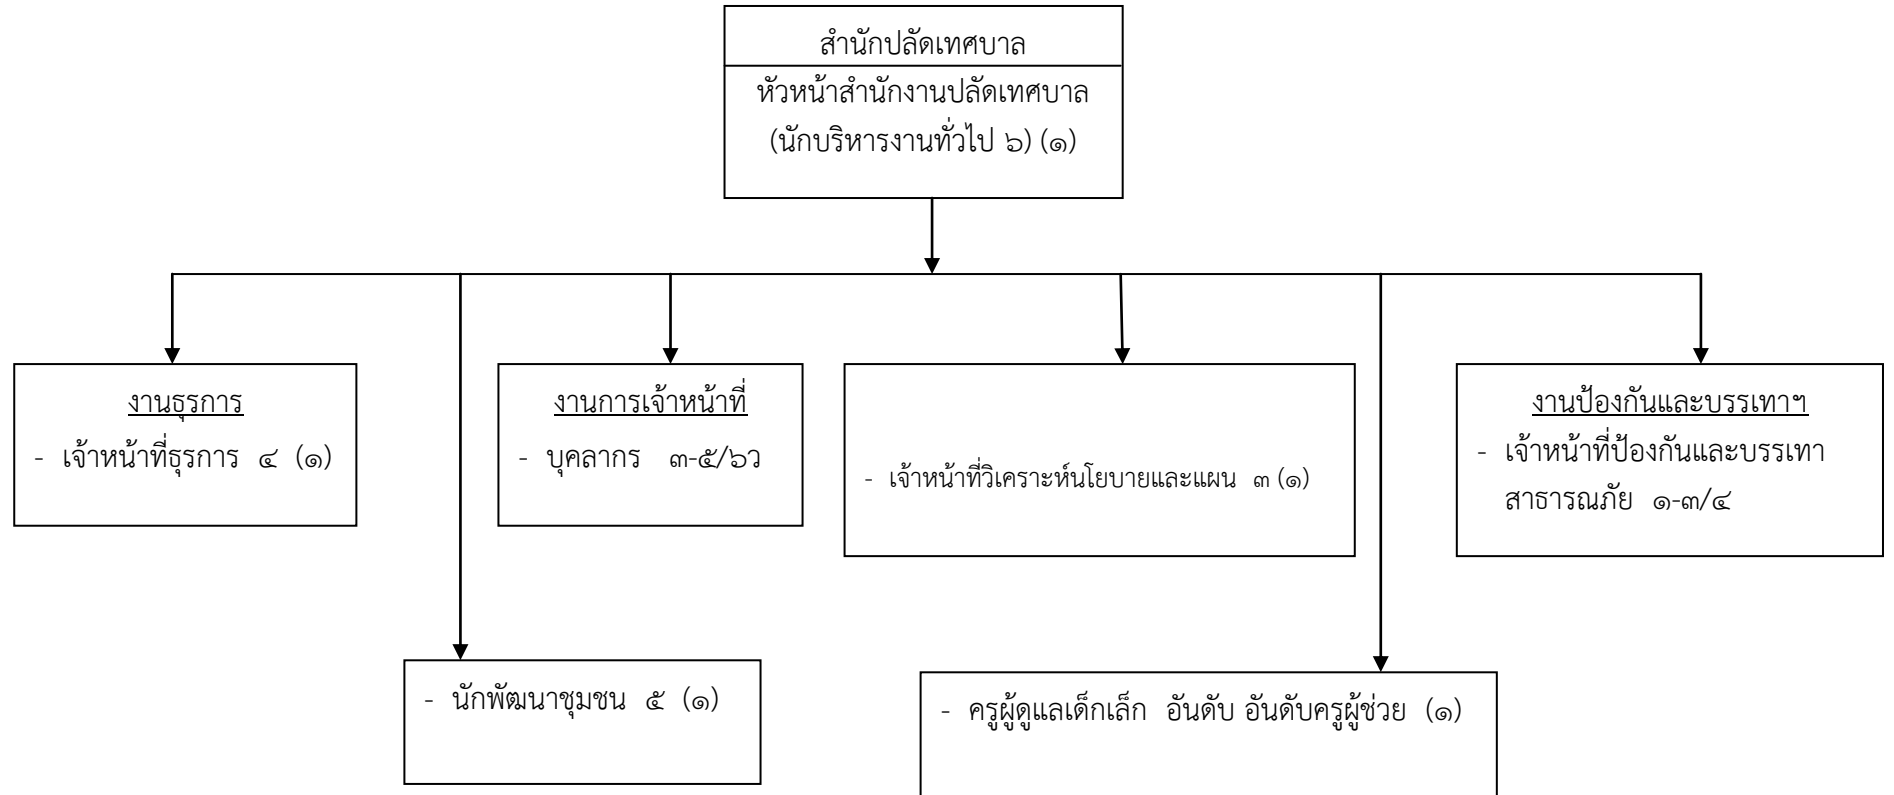 สำนักปลัดเทศบาล
หัวหน้าสำนักงานปลัดเทศบาล
(นักบริหารงานทั่วไป ๖) (๑)
งานธุรการ
- เจ้าหน้าที่ธุรการ ๔ (๑)
งานการเจ้าหน้าที่
- บุคลากร ๓-๕/๖ว
- เจ้าหน้าที่วิเคราะห์นโยบายและแผน ๓ (๑)
งานป้องกันและบรรเทาฯ
- เจ้าหน้าที่ป้องกันและบรรเทา
สาธารณภัย ๑-๓/๔
- นักพัฒนาชุมชน ๕ (๑)
- ครูผู้ดูแลเด็กเล็ก อันดับ อันดับครูผู้ช่วย (๑)